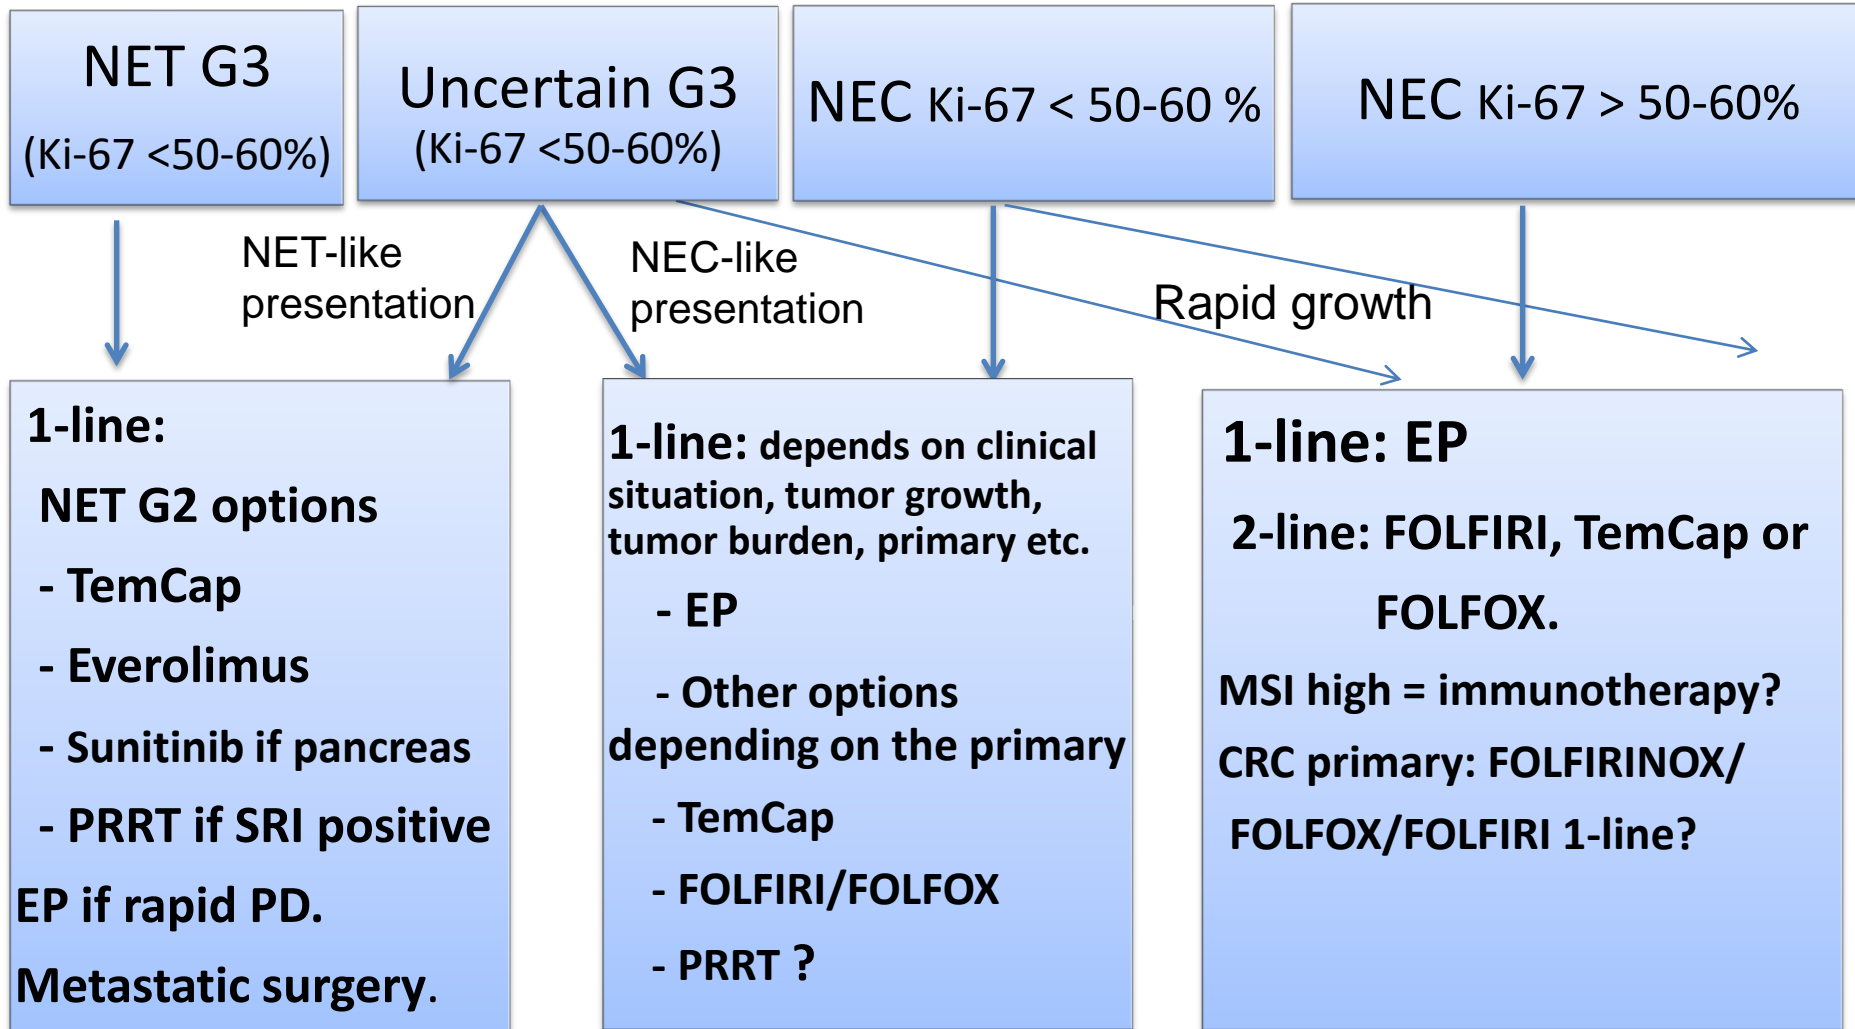 NET G3
(Ki-67 <50-60%)
Uncertain G3
(Ki-67 <50-60%)
NEC Ki-67 < 50-60 %
NEC Ki-67 > 50-60%
NET-like
presentation
NEC-like
presentation
Rapid growth
1-line:
NET G2 options
- TemCap
- Everolimus
- Sunitinib if pancreas
- PRRT if SRI positive
EP if rapid PD.
Metastatic surgery.
1-line: depends on clinical
situation, tumor growth,
tumor burden, primary etc.
- EP
- Other options
depending on the primary
- TemCap
- FOLFIRI/FOLFOX
- PRRT ?
1-line: EP
2-line: FOLFIRI, TemCap or
FOLFOX.
MSI high = immunotherapy?
CRC primary: FOLFIRINOX/
FOLFOX/FOLFIRI 1-line?